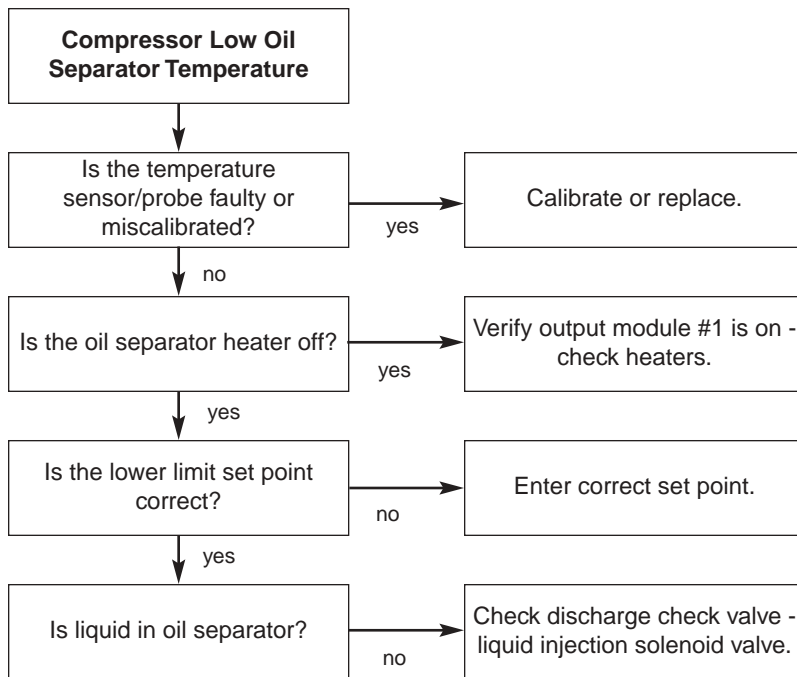 Compressor Low Oil
Separator Temperature
Is the temperature
sensor/probe faulty or
miscalibrated?
yes
Calibrate or replace.
no
Is the oil separator heater off?
yes
Verify output module #1 is on -
check heaters.
yes
Is the lower limit set point
correct?
no
Enter correct set point.
yes
Is liquid in oil separator?
no
Check discharge check valve -
liquid injection solenoid valve.